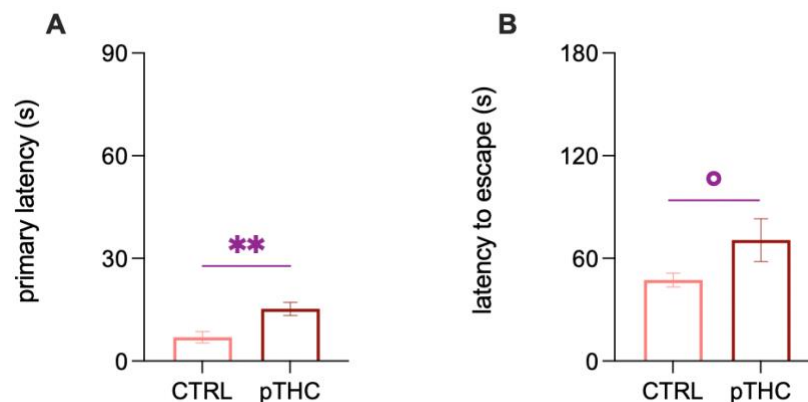 A
primary latency (s)
90
60
30
0
**
CTRL pTHC
B
latency to escape (s)
180
120
60
0
CTRL pTHC